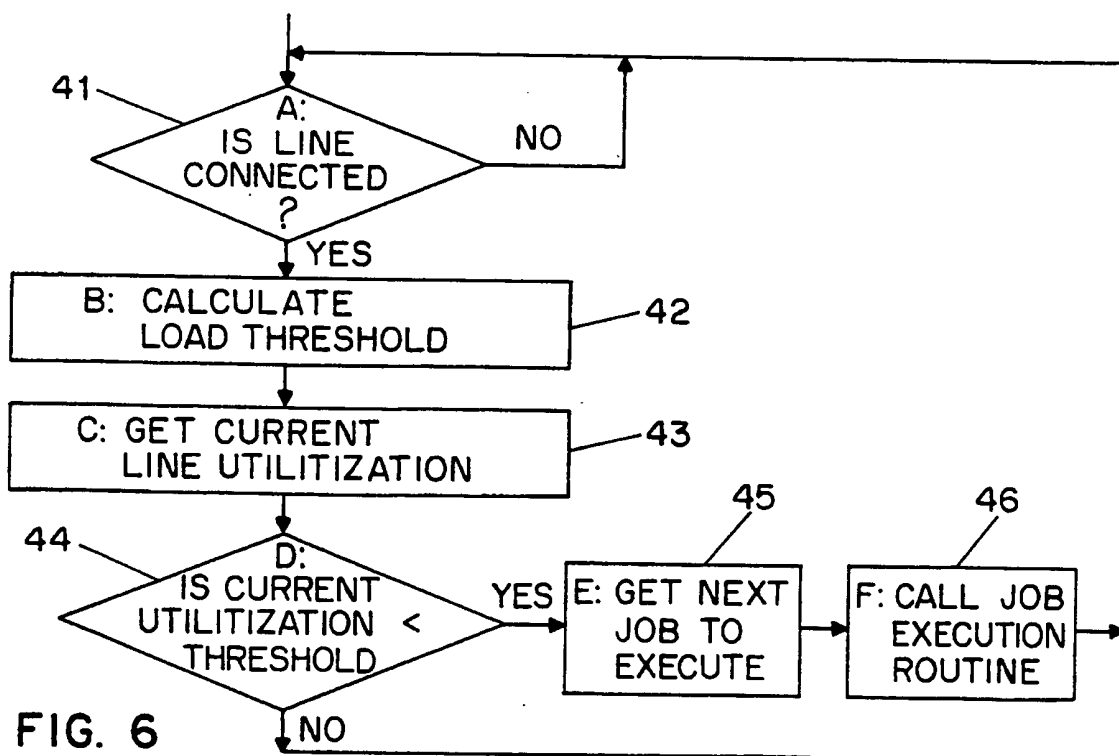 41
A:
IS LINE
CONNECTED
?
NO
YES
B: CALCULATE
LOAD THRESHOLD
42
C: GET CURRENT
LINE UTILITIZATION
43
44
D:
IS CURRENT
UTILITIZATION <
THRESHOLD
YES
45
E: GET NEXT
JOB TO
EXECUTE
46
F: CALL JOB
EXECUTION
ROUTINE
NO
FIG. 6